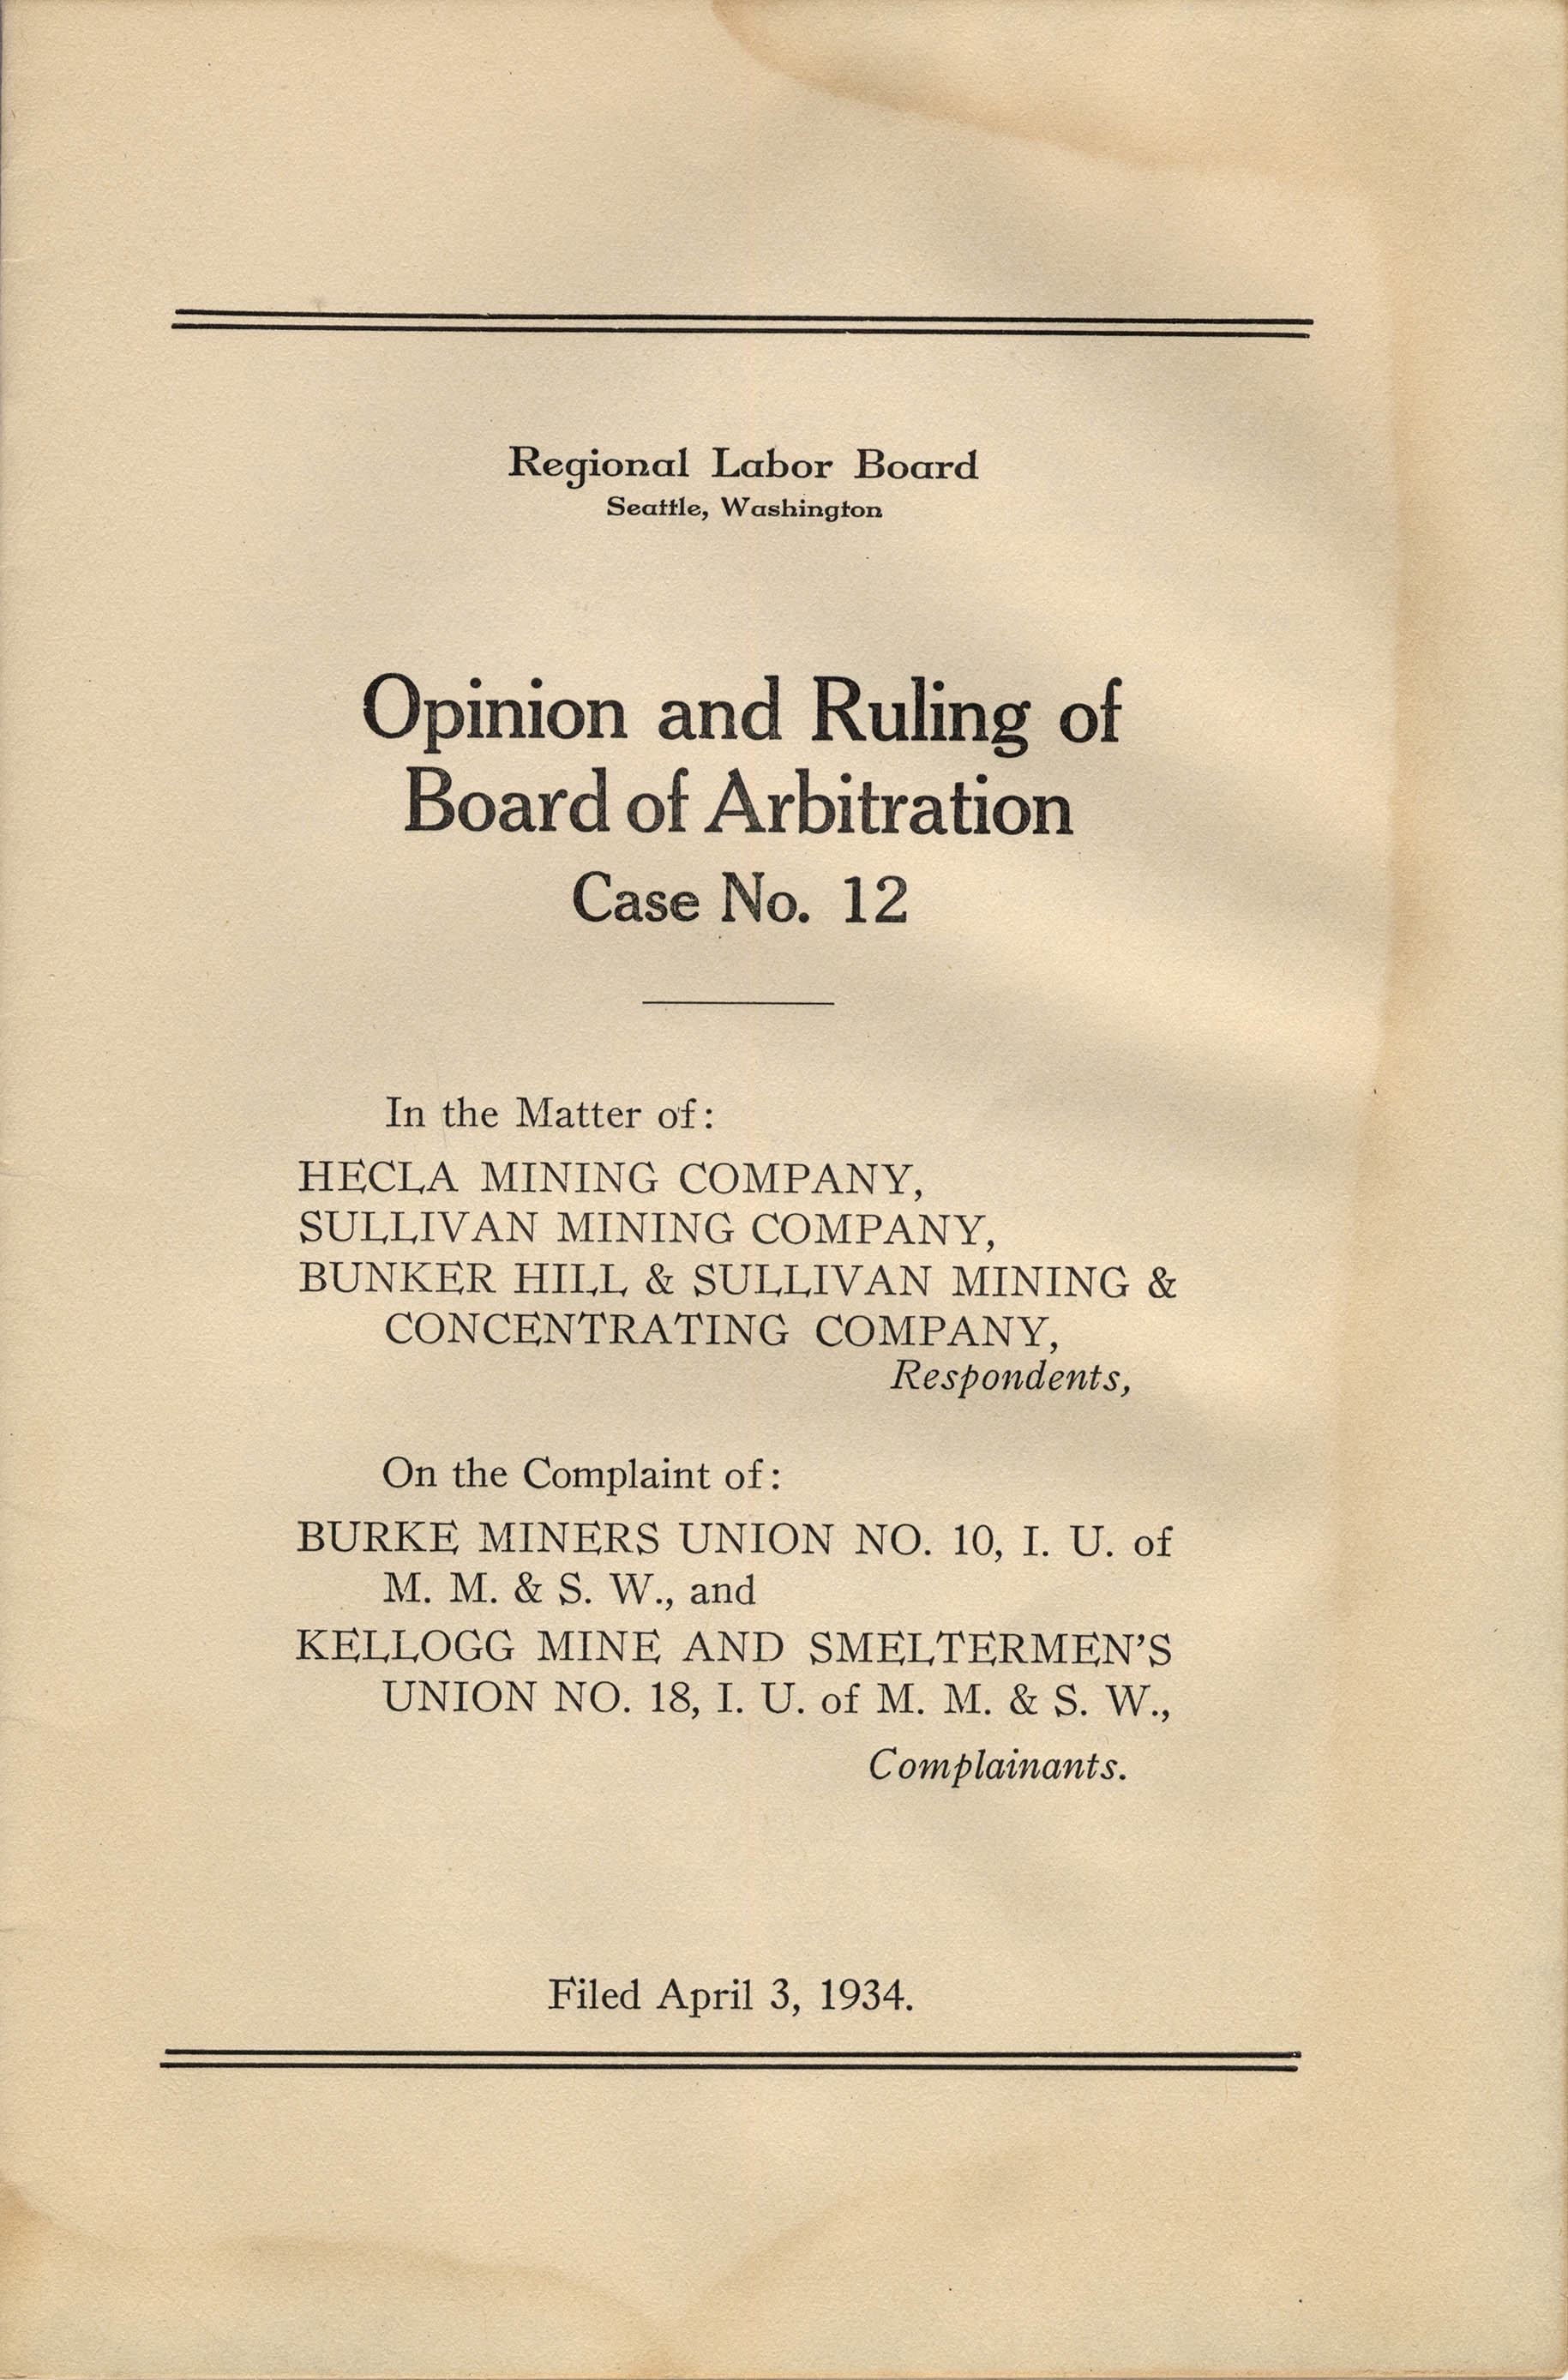 Regional Labor Board
Seattle, Washington
Opinion and Ruling of
Board of Arbitration
Case No. 12
In the Matter of:
HECLA MINING COMPANY,
SULLIVAN MINING COMPANY,
BUNKER HILL & SULLIVAN MINING &
CONCENTRATING COMPANY,
Respondents,
On the Complaint of:
BURKE MINERS UNION NO. 10, I. U. of
M. M. & S. W., and
KELLOGG MINE AND SMELTERMEN'S
UNION NO. 18, I. U. of M. M. & S. W.,
Complainants.
Filed April 3, 1934.